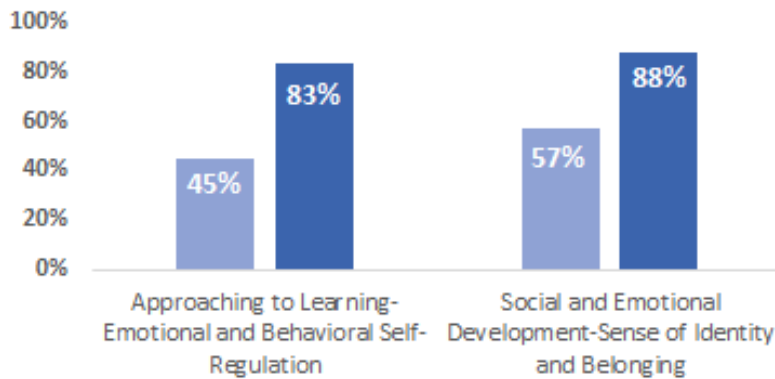 100%
80%
60%
40%
20%
0%
45%
83%
57%
88%
Approaching to Learning-
Emotional and Behavioral Self-
Regulation
Social and Emotional
Development-Sense of Identity
and Belonging